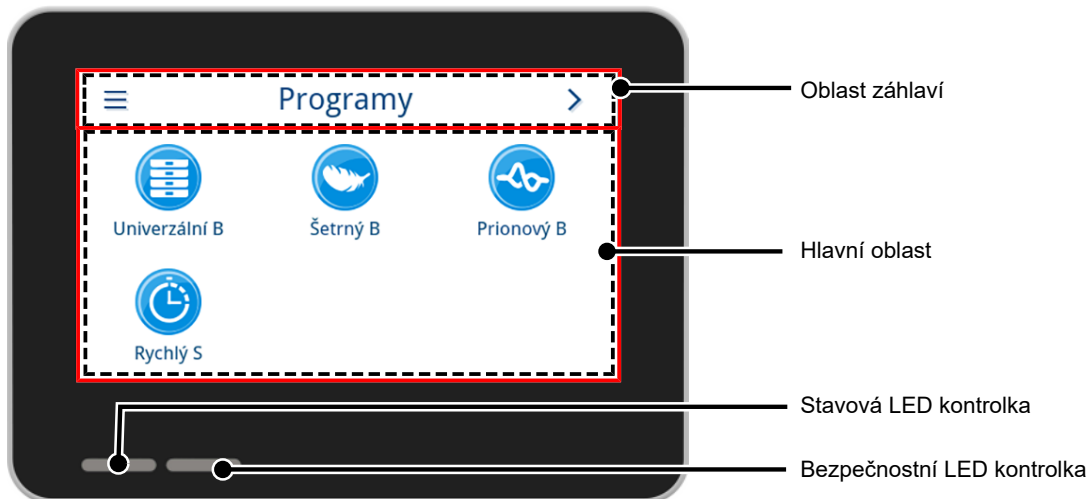 Programy
Oblast záhlaví
Univerzální B
Šetrný B
Prionový B
Hlavní oblast
Rychlý S
Stavová LED kontrolka
Bezpečnostní LED kontrolka